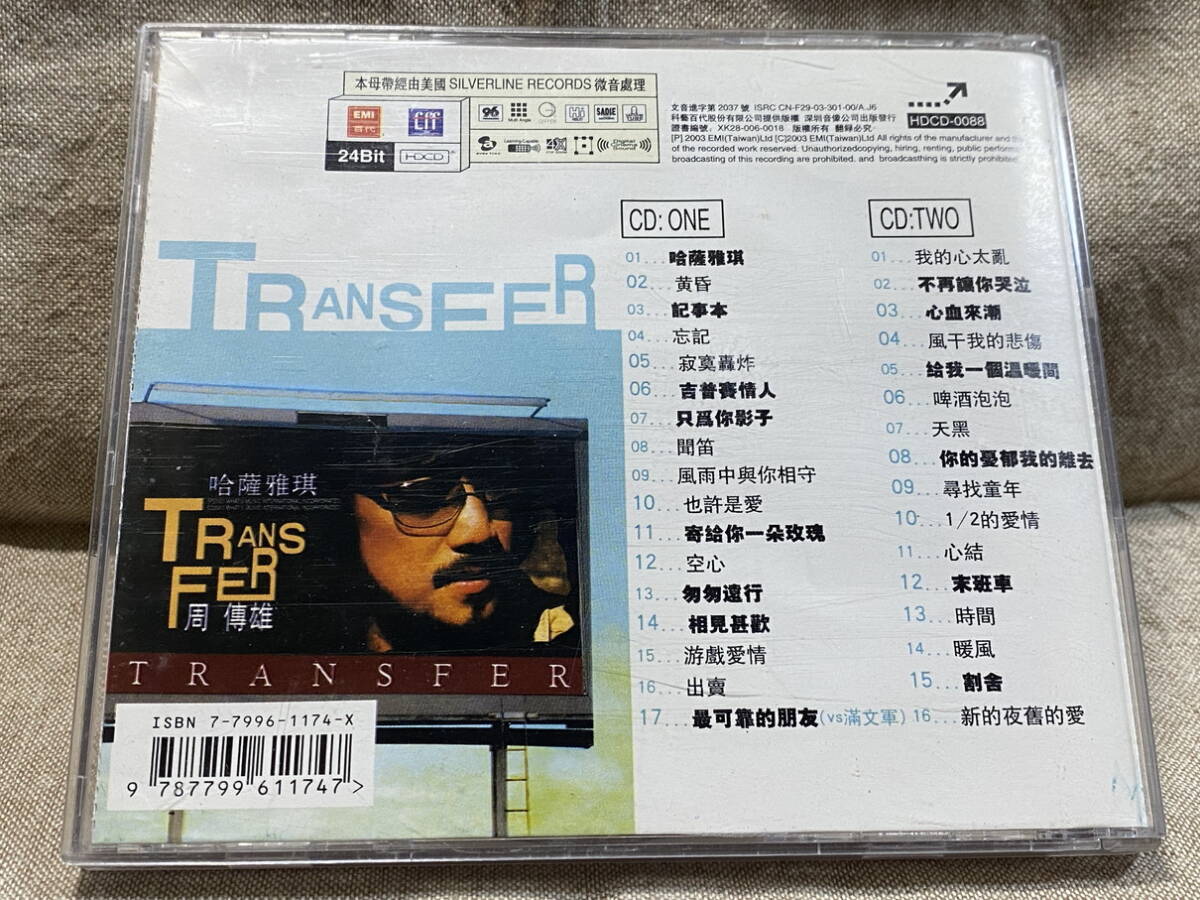 本母帶經由美國 SILVERLINE RECORDS 微音處理
EMI
百代
24Bit
HDCD
96
Multi Angle
SADiE
Learning Capable
文音進字第 2037 號 ISRC CN-F29-03-301-00/A.J6
科藝百代股份有限公司提供版權 深圳音像公司出版發行
證書編號: XK28-006-0018 版權所有 翻録必究
[P] 2003 EMI(Taiwan)Ltd [C]2003 EMI(Taiwan)Ltd All rights of the manufacturer and
of the recorded work reserved. Unauthorizedcopying, hiring, renting, public
broadcasting of this recording are prohibited. and broadcasthing is strictly prohibited
HDCD-0088
TRANSFER
CD: ONE
01...哈薩雅琪
02...黄昏
03...記事本
04...忘記
05...寂寞轟炸
06...吉普賽情人
07...只爲你影子
08...聞笛
09...風雨中與你相守
10...也許是愛
11...寄給你一朵玫瑰
12...空心
13...匆匆遠行
14...相見甚歡
15...游戲愛情
16...出賣
17...最可靠的朋友(vs滿文軍)
CD:TWO
01...我的心太亂
02...不再讓你哭泣
03...心血來潮
04...風干我的悲傷
05...給我一個溫暖間
06...啤酒泡泡
07...天黑
08...你的憂郁我的離去
09...尋找童年
10...1/2的愛情
11...心結
12...末班車
13...時間
14...暖風
15...割舍
16...新的夜舊的愛
哈薩雅琪
TRANS
FER
周 傳雄
TRANSFER
ISBN 7-7996-1174-X
9 787799 611747 >